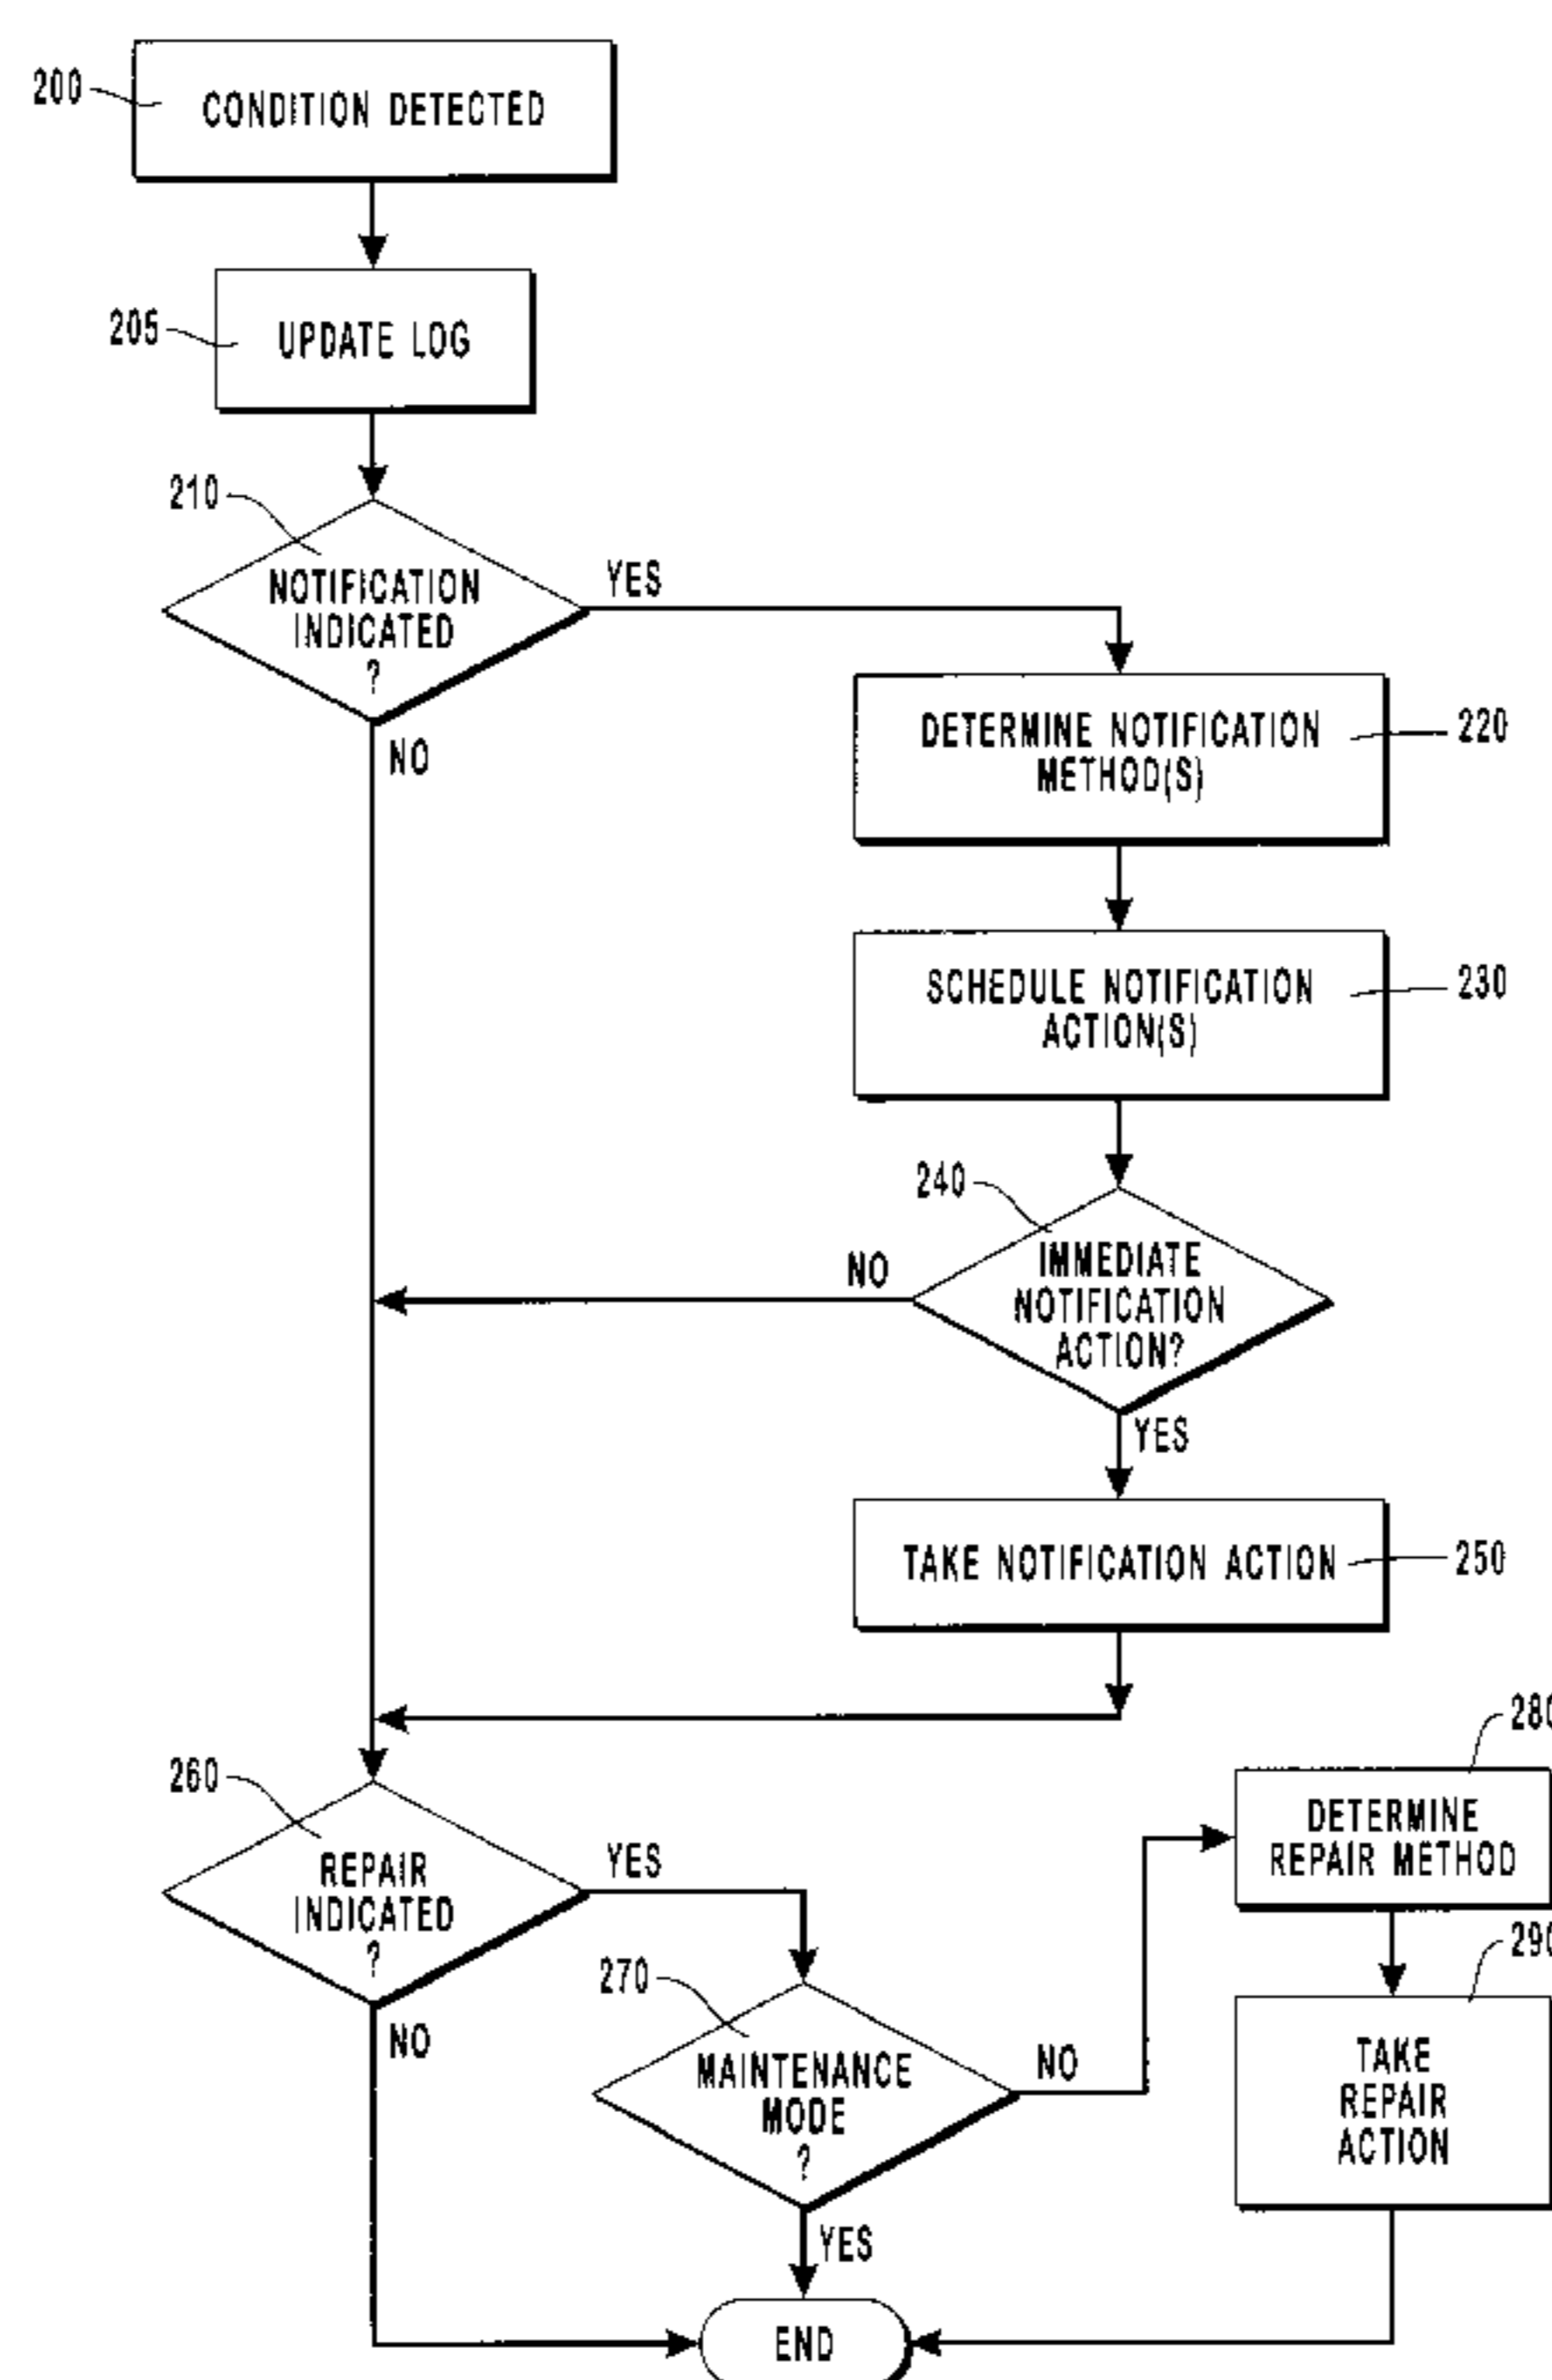 200
CONDITION DETECTED
205
UPDATE LOG
210
NOTIFICATION
INDICATED
?
YES
NO
DETERMINE NOTIFICATION
METHOD(S)
220
SCHEDULE NOTIFICATION
ACTION(S)
230
240
IMMEDIATE
NOTIFICATION
ACTION?
NO
YES
TAKE NOTIFICATION ACTION
250
260
REPAIR
INDICATED
?
YES
NO
270
MAINTENANCE
MODE
?
NO
YES
280
DETERMINE
REPAIR METHOD
290
TAKE
REPAIR
ACTION
END